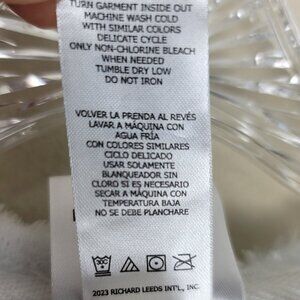 TURN GARMENT INSIDE OUT
MACHINE WASH COLD
WITH SIMILAR COLORS
DELICATE CYCLE
ONLY NON-CHLORINE BLEACH
WHEN NEEDED
TUMBLE DRY LOW
DO NOT IRON
VOLVER LA PRENDA AL REVÉS
LAVAR A MÁQUINA CON
AGUA FRÍA
CON COLORES SIMILARES
CICLO DELICADO
USAR SOLAMENTE
BLANQUEADOR SIN
CLORO SI ES NECESARIO
SECAR A MÁQUINA CON
TEMPERATURA BAJA
NO SE DEBE PLANCHAR
2023 RICHARD LEEDS INT'L, INC.